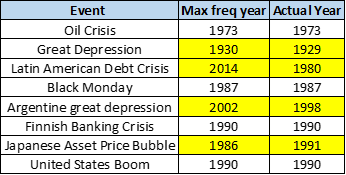 Event Max freq year Actual Year
Oil Crisis 1973 1973
Great Depression 1930 1929
Latin American Debt Crisis 2014 1980
Black Monday 1987 1987
Argentine great depression 2002 1998
Finnish Banking Crisis 1990 1990
Japanese Asset Price Bubble 1986 1991
United States Boom 1990 1990